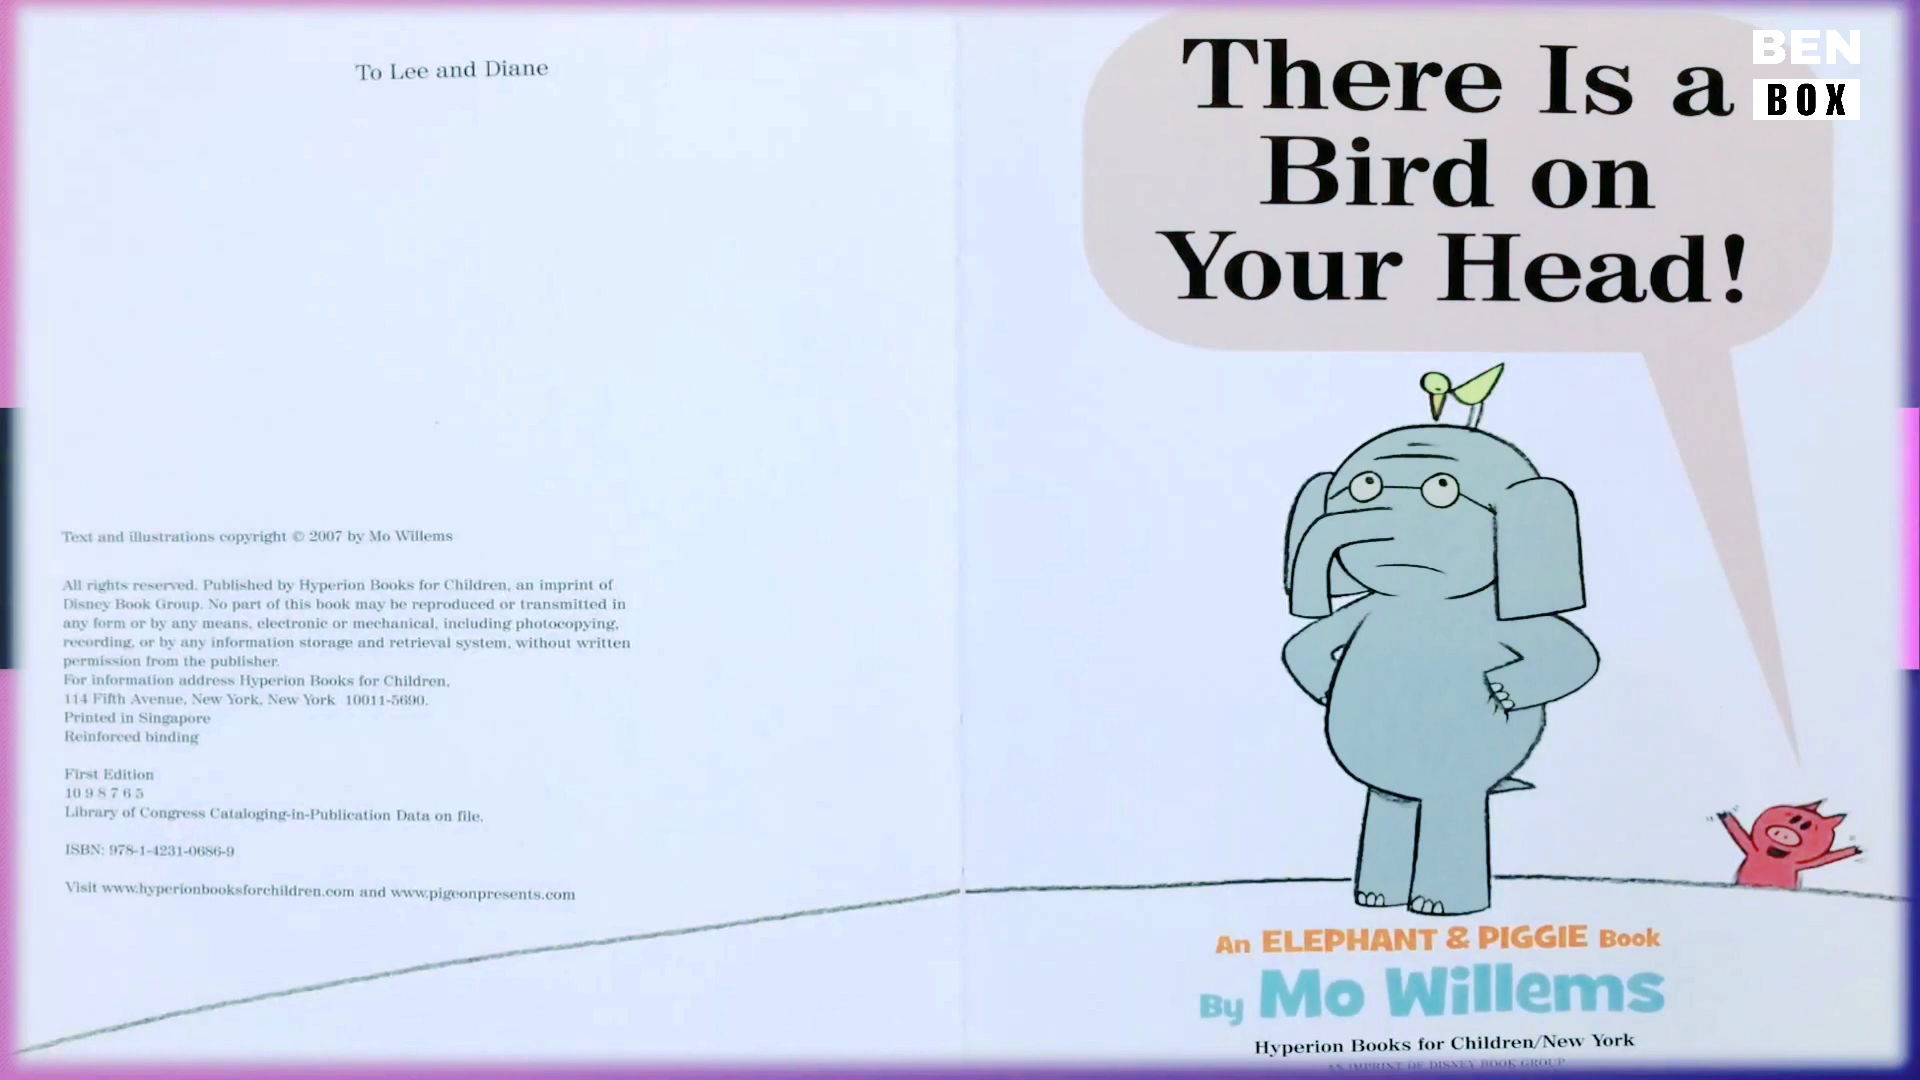 To Lee and Diane
Text and illustrations copyright © 2007 by Mo Willems
All rights reserved. Published by Hyperion Books for Children, an imprint of
Disney Book Group. No part of this book may be reproduced or transmitted in
any form or by any means, electronic or mechanical, including photocopying,
recording, or by any information storage and retrieval system, without written
permission from the publisher.
For information address Hyperion Books for Children,
114 Fifth Avenue, New York, New York 10011-5690.
Printed in Singapore
Reinforced binding
First Edition
10 9 8 7 6 5
Library of Congress Cataloging-in-Publication Data on file.
ISBN: 978-1-4231-0686-9
Visit www.hyperionbooksforchildren.com and www.pigeonpresents.com
There Is a
Bird on
Your Head!
BEN
BOX
An ELEPHANT & PIGGIE Book
By Mo Willems
Hyperion Books for Children/New York
AN IMPRINT OF DISNEY BOOK GROUP